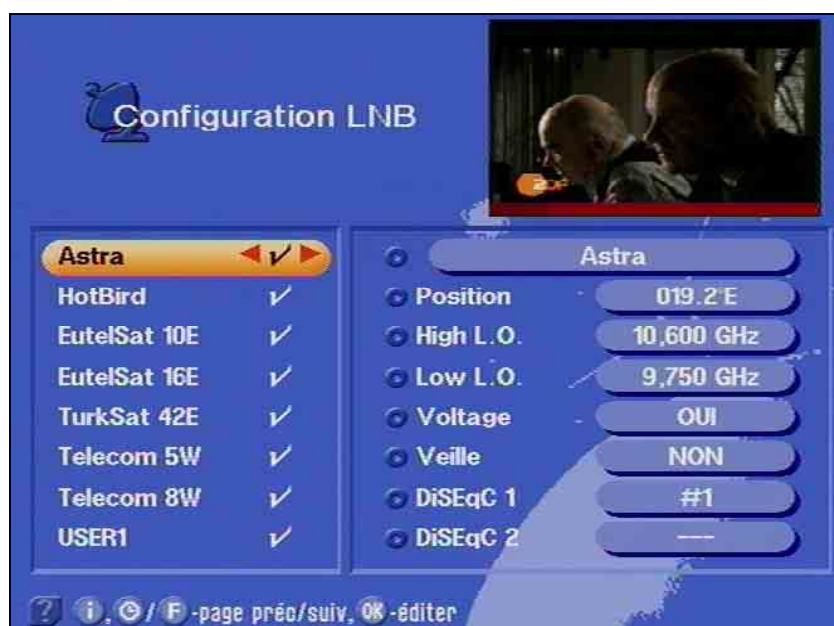 Configuration LNB
ZDF
Astra ✓
HotBird ✓
EutelSat 10E ✓
EutelSat 16E ✓
TurkSat 42E ✓
Telecom 5W ✓
Telecom 8W ✓
USER1 ✓
Astra
Position 019.2°E
High L.O. 10,600 GHz
Low L.O. 9,750 GHz
Voltage OUI
Veille NON
DiSEqC 1 #1
DiSEqC 2 ---
? i, / F -page préc/suiv, OK -éditer